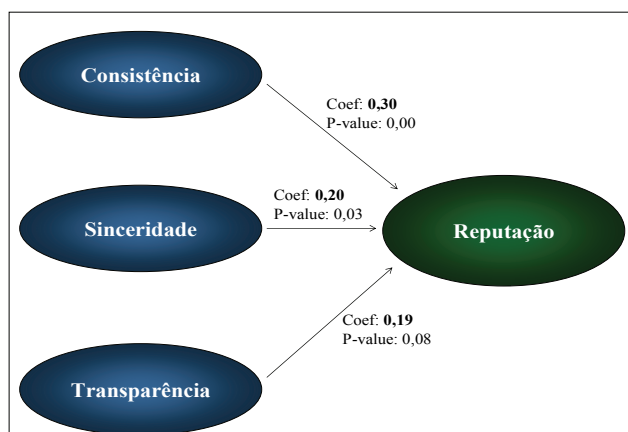 Consistência
Coef: 0,30
P-value: 0,00
Sinceridade
Coef: 0,20
P-value: 0,03
Reputação
Coef: 0,19
P-value: 0,08
Transparência